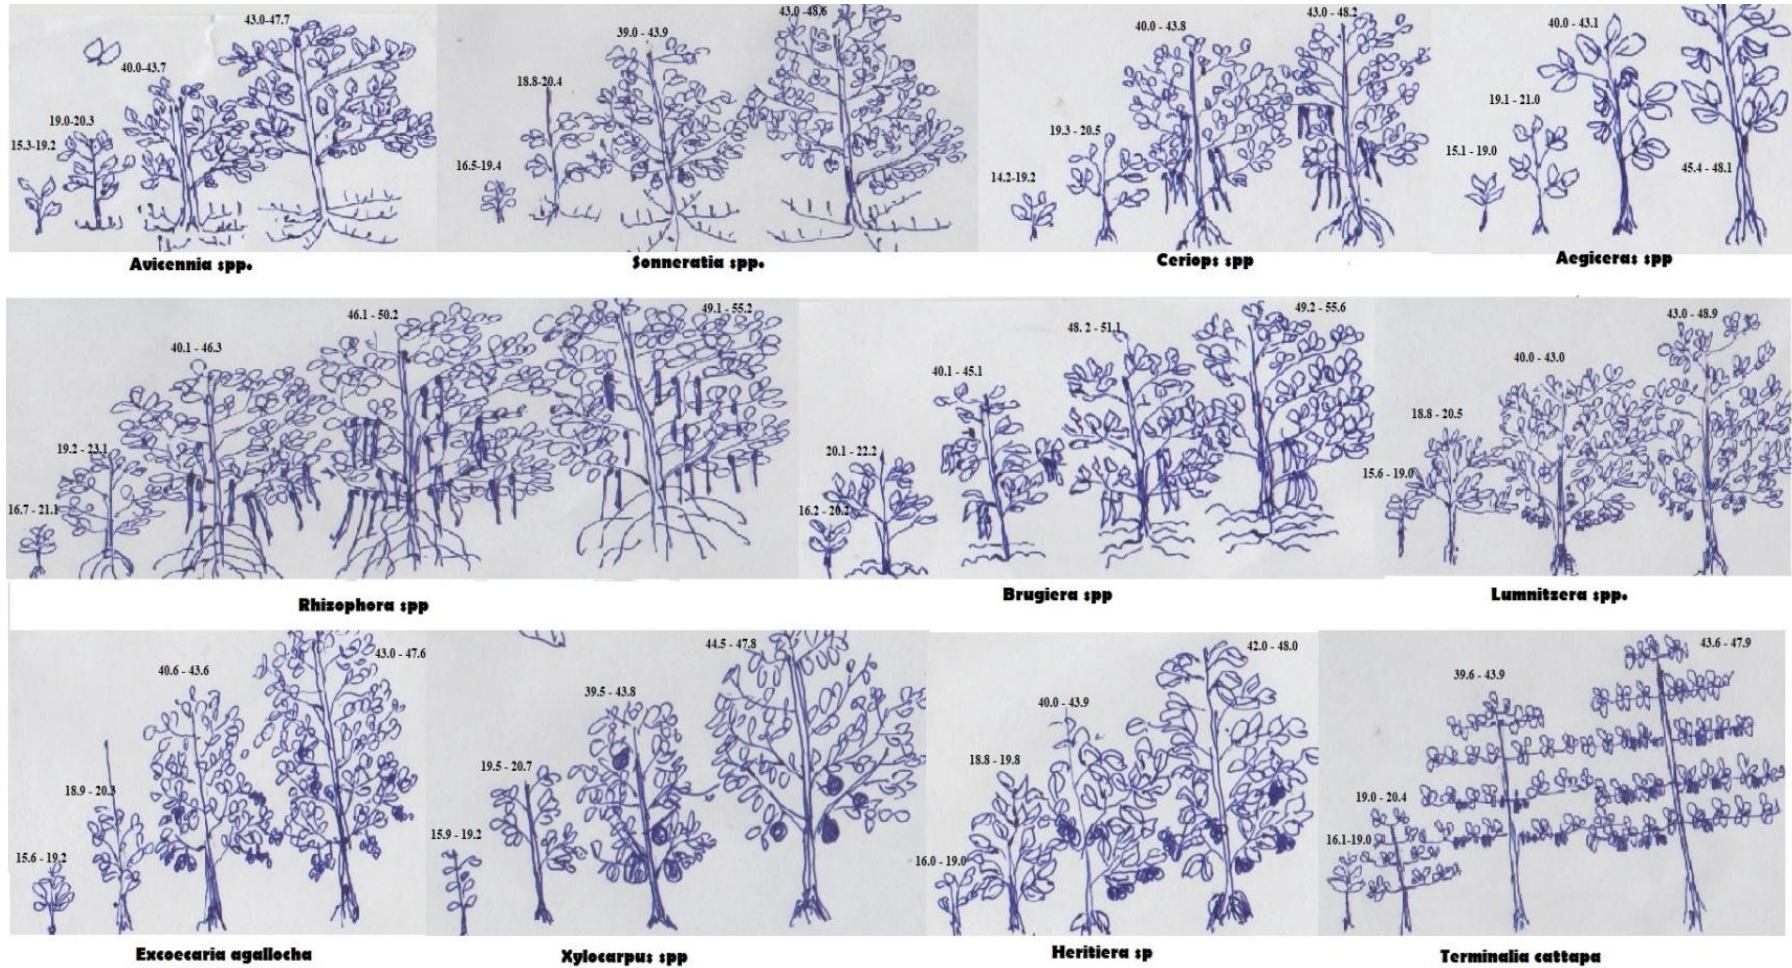 15.3-19.2
19.0-20.3
40.0-43.7
43.0-47.7
Avicennia spp.
16.5-19.4
18.8-20.4
39.0 - 43.9
43.0 -48.6
Sonneratia spp.
14.2-19.2
19.3 - 20.5
40.0 - 43.8
43.0 - 48.2
Ceriops spp
15.1 - 19.0
19.1 - 21.0
40.0 - 43.1
45.4 - 48.1
Aegiceras spp
16.7 - 21.1
19.2 - 23.1
40.1 - 46.3
46.1 - 50.2
49.1 - 55.2
Rhizophora spp
16.2 - 20.2
20.1 - 22.2
40.1 - 45.1
48. 2 - 51.1
49.2 - 55.6
Brugiera spp
15.6 - 19.0
18.8 - 20.5
40.0 - 43.0
43.0 - 48.9
Lumnitzera spp.
15.6 - 19.2
18.9 - 20.3
40.6 - 43.6
43.0 - 47.6
Excoecaria agallocha
15.9 - 19.2
19.5 - 20.7
39.5 - 43.8
44.5 - 47.8
Xylocarpus spp
16.0 - 19.0
18.8 - 19.8
40.0 - 43.9
42.0 - 48.0
Heritiera sp
16.1-19.0
19.0 - 20.4
39.6 - 43.9
43.6 - 47.9
Terminalia cattapa